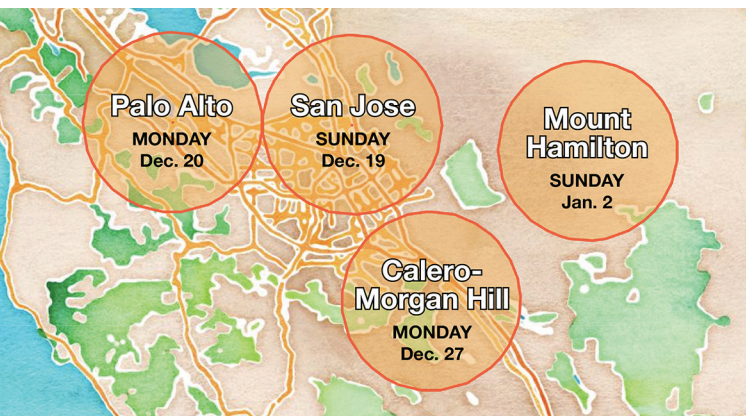 Palo Alto
MONDAY
Dec. 20
San Jose
SUNDAY
Dec. 19
Mount
Hamilton
SUNDAY
Jan. 2
Calero-
Morgan Hill
MONDAY
Dec. 27